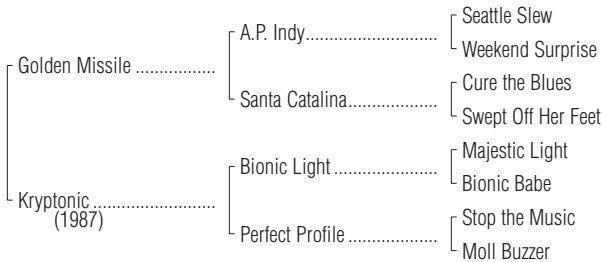 Seattle Slew
A.P. Indy
Weekend Surprise
Golden Missile
Cure the Blues
Santa Catalina
Swept Off Her Feet
Majestic Light
Bionic Light
Bionic Babe
Kryptonic
(1987)
Stop the Music
Perfect Profile
Moll Buzzer